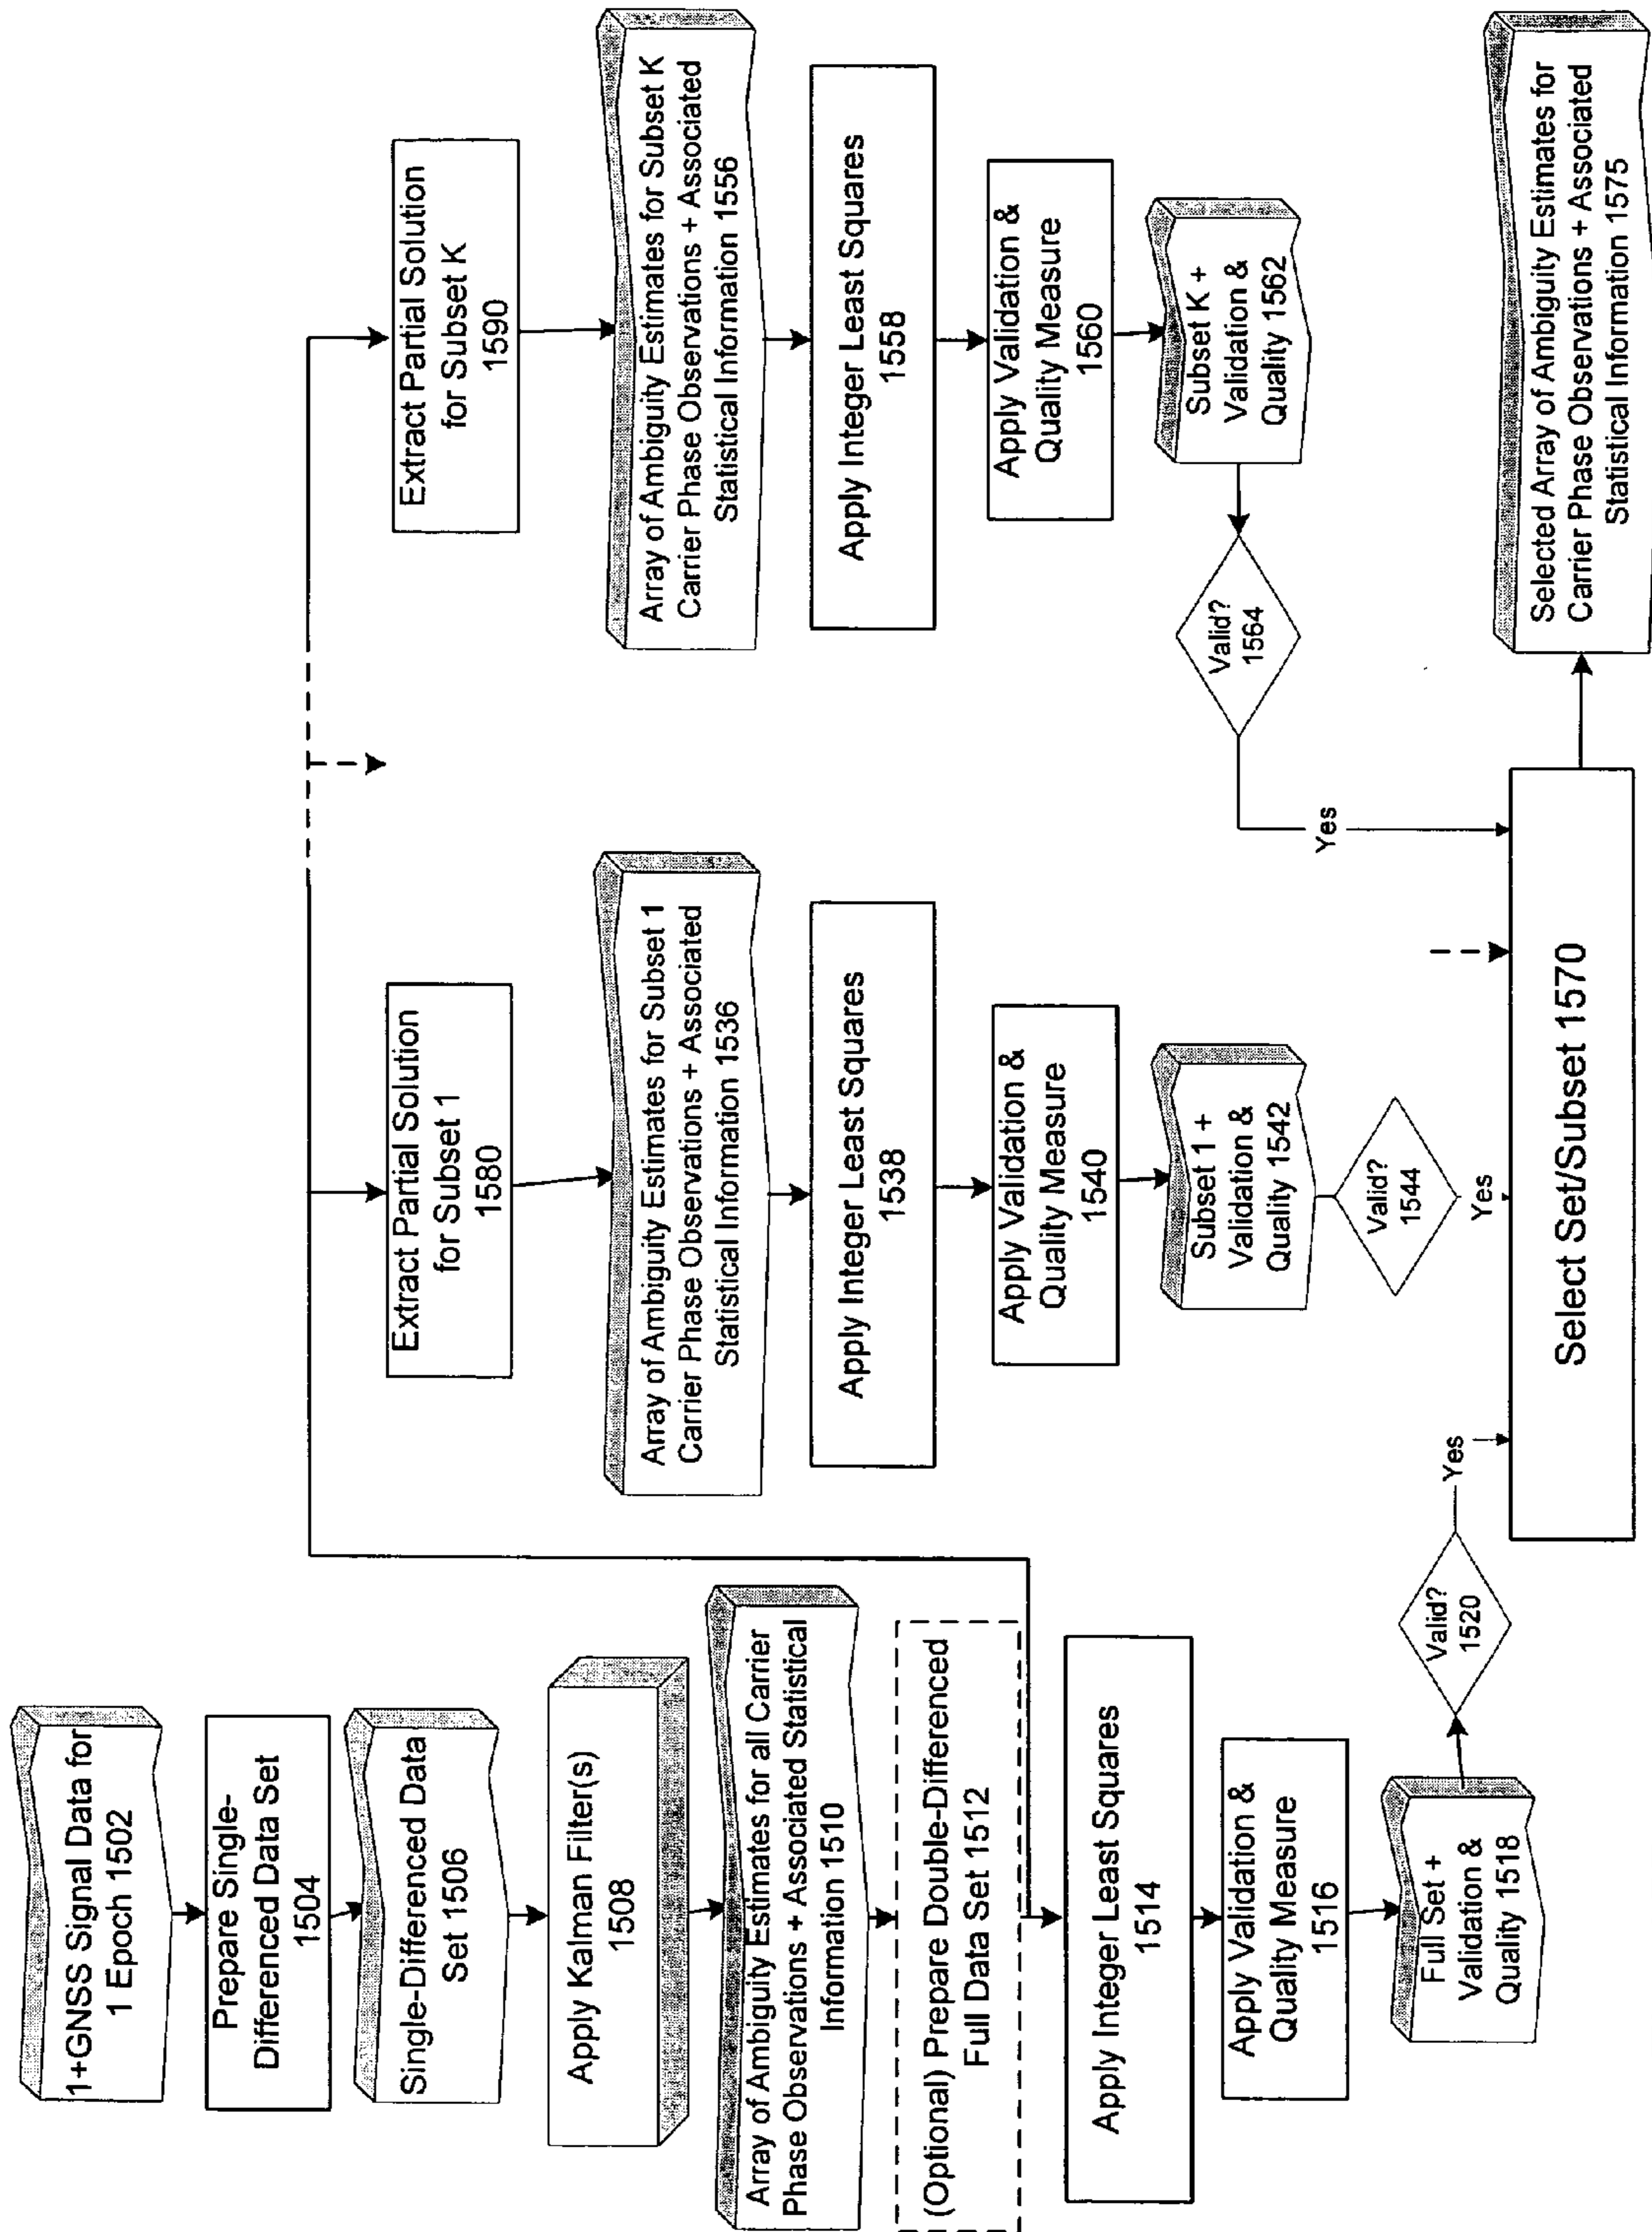 1+GNSS Signal Data for
1 Epoch 1502
Prepare Single-
Differenced Data Set
1504
Single-Differenced Data
Set 1506
Apply Kalman Filter(s)
1508
Array of Ambiguity Estimates for all Carrier
Phase Observations + Associated Statistical
Information 1510
(Optional) Prepare Double-Differenced
Full Data Set 1512
Apply Integer Least Squares
1514
Apply Validation &
Quality Measure
1516
Full Set +
Validation &
Quality 1518
Valid?
1520
Yes
Extract Partial Solution
for Subset 1
1580
Array of Ambiguity Estimates for Subset 1
Carrier Phase Observations + Associated
Statistical Information 1536
Apply Integer Least Squares
1538
Apply Validation &
Quality Measure
1540
Subset 1 +
Validation &
Quality 1542
Valid?
1544
Yes
Extract Partial Solution
for Subset K
1590
Array of Ambiguity Estimates for Subset K
Carrier Phase Observations + Associated
Statistical Information 1556
Apply Integer Least Squares
1558
Apply Validation &
Quality Measure
1560
Subset K +
Validation &
Quality 1562
Valid?
1564
Yes
Select Set/Subset 1570
Selected Array of Ambiguity Estimates for
Carrier Phase Observations + Associated
Statistical Information 1575